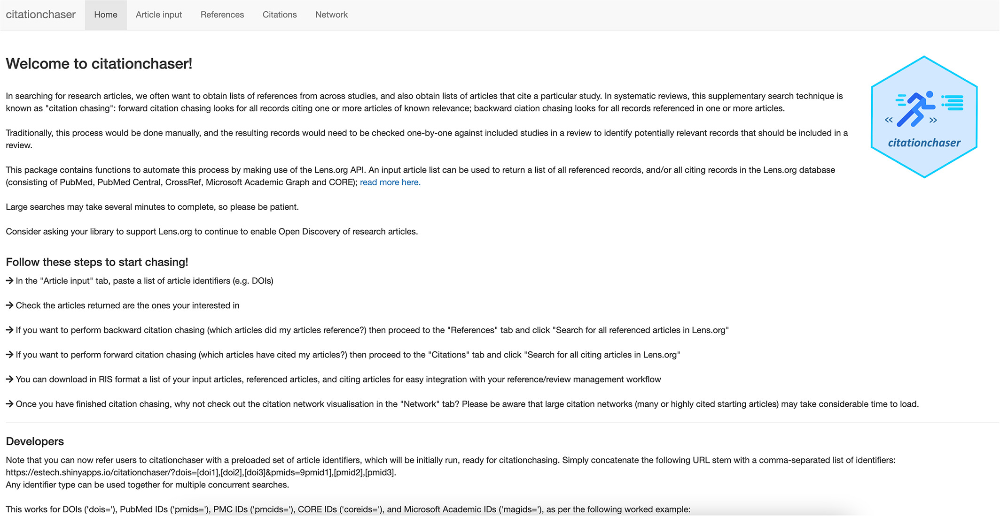 citationchaser Home Article input References Citations Network
Welcome to citationchaser!
In searching for research articles, we often want to obtain lists of references from across studies, and also obtain lists of articles that cite a particular study. In systematic reviews, this supplementary search technique is
known as "citation chasing": forward citation chasing looks for all records citing one or more articles of known relevance; backward ciation chasing looks for all records referenced in one or more articles.
Traditionally, this process would be done manually, and the resulting records would need to be checked one-by-one against included studies in a review to identify potentially relevant records that should be included in a
review.
This package contains functions to automate this process by making use of the Lens.org API. An input article list can be used to return a list of all referenced records, and/or all citing records in the Lens.org database
(consisting of PubMed, PubMed Central, CrossRef, Microsoft Academic Graph and CORE); read more here.
Large searches may take several minutes to complete, so please be patient.
Consider asking your library to support Lens.org to continue to enable Open Discovery of research articles.
« »
citationchaser
Follow these steps to start chasing!
→ In the "Article input" tab, paste a list of article identifiers (e.g. DOIs)
→ Check the articles returned are the ones your interested in
→ If you want to perform backward citation chasing (which articles did my articles reference?) then proceed to the "References" tab and click "Search for all referenced articles in Lens.org"
→ If you want to perform forward citation chasing (which articles have cited my articles?) then proceed to the "Citations" tab and click "Search for all citing articles in Lens.org"
→ You can download in RIS format a list of your input articles, referenced articles, and citing articles for easy integration with your reference/review management workflow
→ Once you have finished citation chasing, why not check out the citation network visualisation in the "Network" tab? Please be aware that large citation networks (many or highly cited starting articles) may take considerable time to load.
Developers
Note that you can now refer users to citationchaser with a preloaded set of article identifiers, which will be initially run, ready for citationchasing. Simply concatenate the following URL stem with a comma-separated list of identifiers:
https://estech.shinyapps.io/citationchaser/?dois=[doi1],[doi2],[doi3]&pmids=9pmid1],[pmid2],[pmid3].
Any identifier type can be used together for multiple concurrent searches.
This works for DOIs ('dois='), PubMed IDs ('pmids='), PMC IDs ('pmcids='), CORE IDs ('coreids='), and Microsoft Academic IDs ('magids='), as per the following worked example: